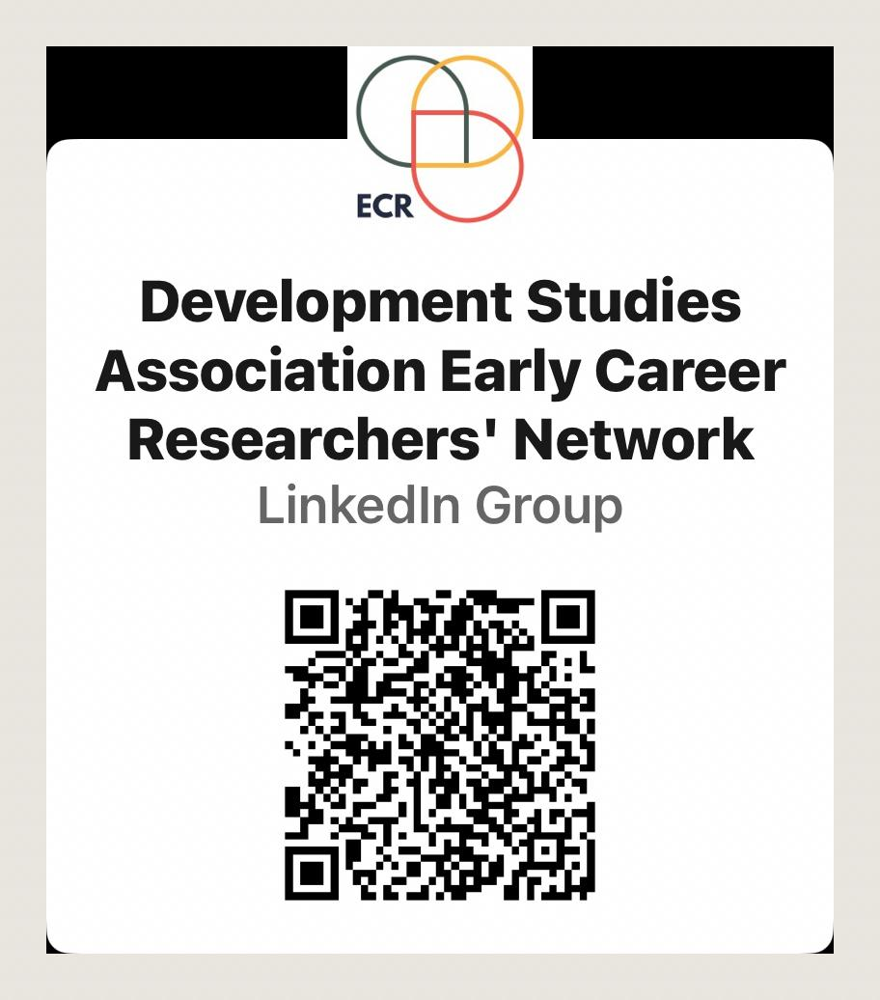 ECR
Development Studies
Association Early Career
Researchers' Network
LinkedIn Group